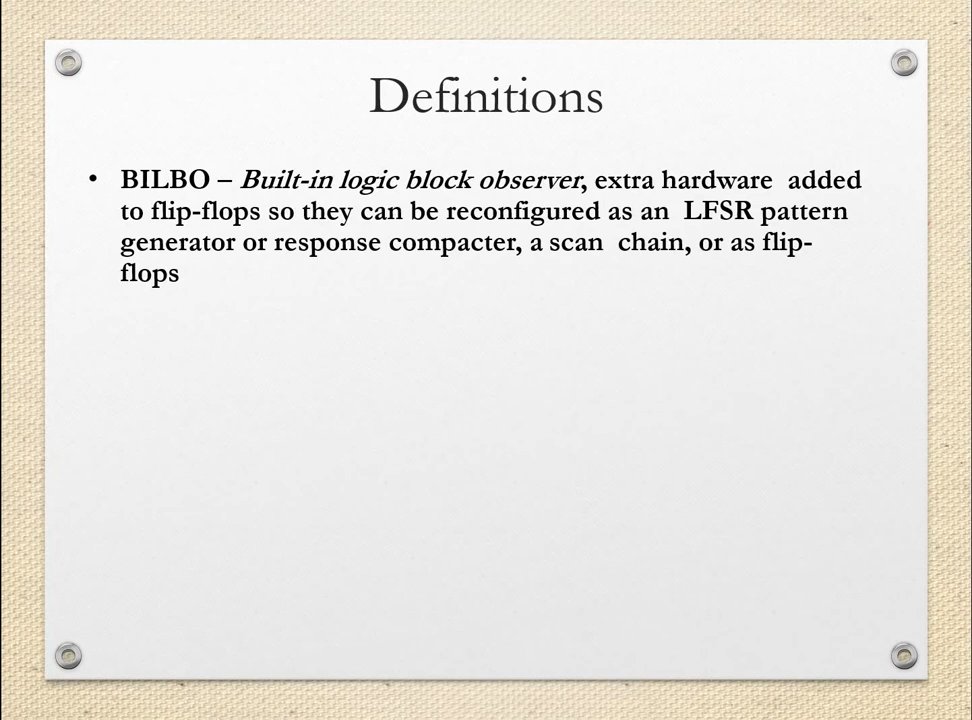 Definitions
• BILBO – Built-in logic block observer, extra hardware  added
to flip-flops so they can be reconfigured as an  LFSR pattern
generator or response compacter, a scan  chain, or as flip-
flops